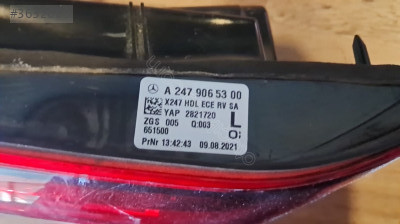 A 247 906 53 00
X247 HDL ECE RV SA
YAP 2821720
ZGS 005 Q:003
L
651500
Oi
PrNr 13:42:43 09.08.2021